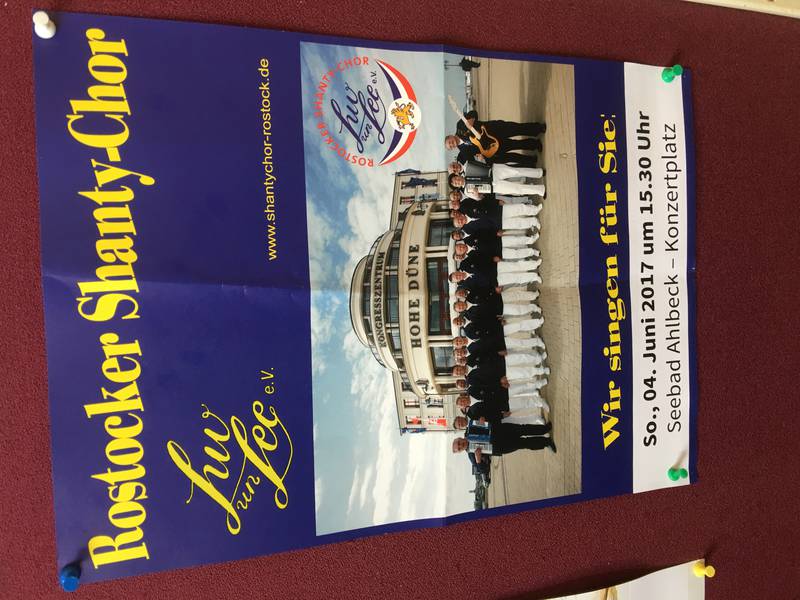 Rostocker Shanty-Chor
Luv
un
Lee e.V.
www.shantychor-rostock.de
ROSTOCKER SHANTY-CHOR
Luv
un
Lee e.V.
KONGRESSZENTRUM
HOHE DÜNE
Wir singen für Sie!
So., 04. Juni 2017 um 15.30 Uhr
Seebad Ahlbeck – Konzertplatz